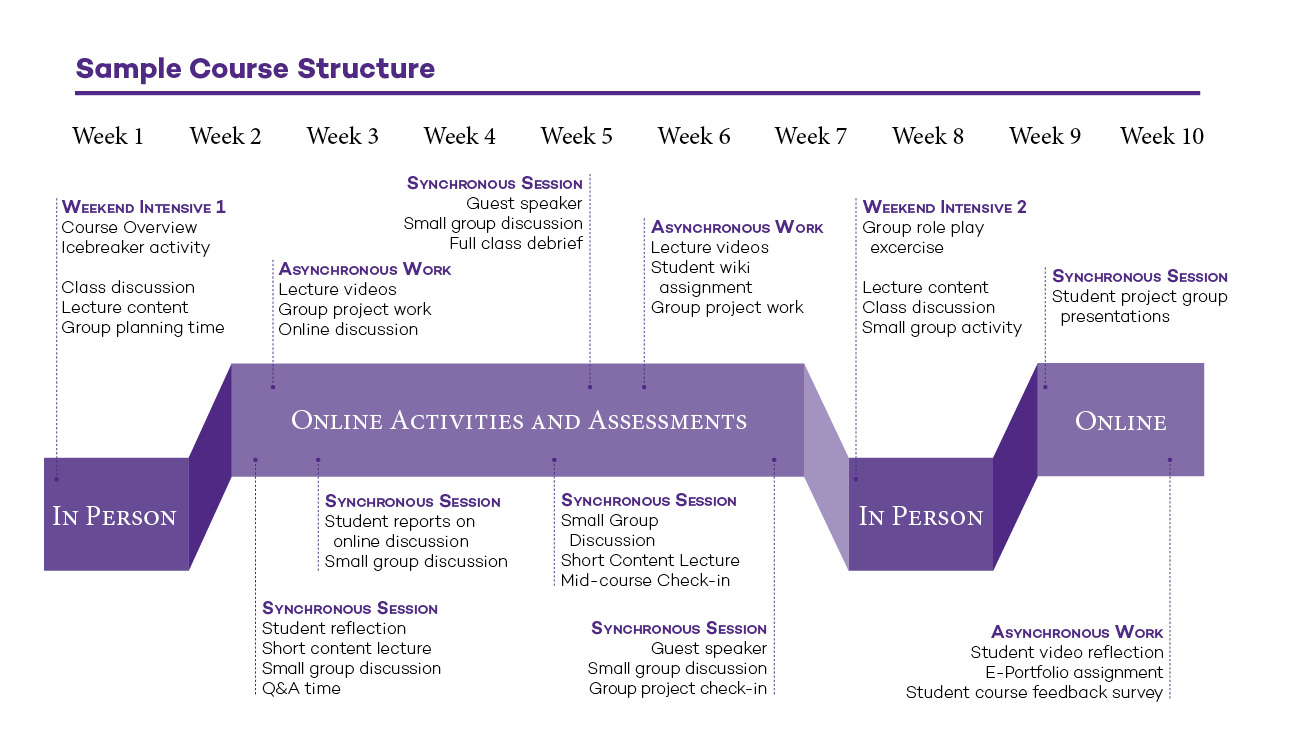 Sample Course Structure
Week 1 Week 2 Week 3 Week 4 Week 5 Week 6 Week 7 Week 8 Week 9 Week 10
Weekend Intensive 1
Course Overview
Icebreaker activity
Class discussion
Lecture content
Group planning time
Asynchronous Work
Lecture videos
Group project work
Online discussion
Synchronous Session
Guest speaker
Small group discussion
Full class debrief
Asynchronous Work
Lecture videos
Student wiki
assignment
Group project work
Weekend Intensive 2
Group role play
excercise
Lecture content
Class discussion
Small group activity
Synchronous Session
Student project group
presentations
In Person
Online Activities and Assessments
In Person
Online
Synchronous Session
Student reflection
Short content lecture
Small group discussion
Q&A time
Synchronous Session
Student reports on
online discussion
Small group discussion
Synchronous Session
Small Group
Discussion
Short Content Lecture
Mid-course Check-in
Synchronous Session
Guest speaker
Small group discussion
Group project check-in
Asynchronous Work
Student video reflection
E-Portfolio assignment
Student course feedback survey